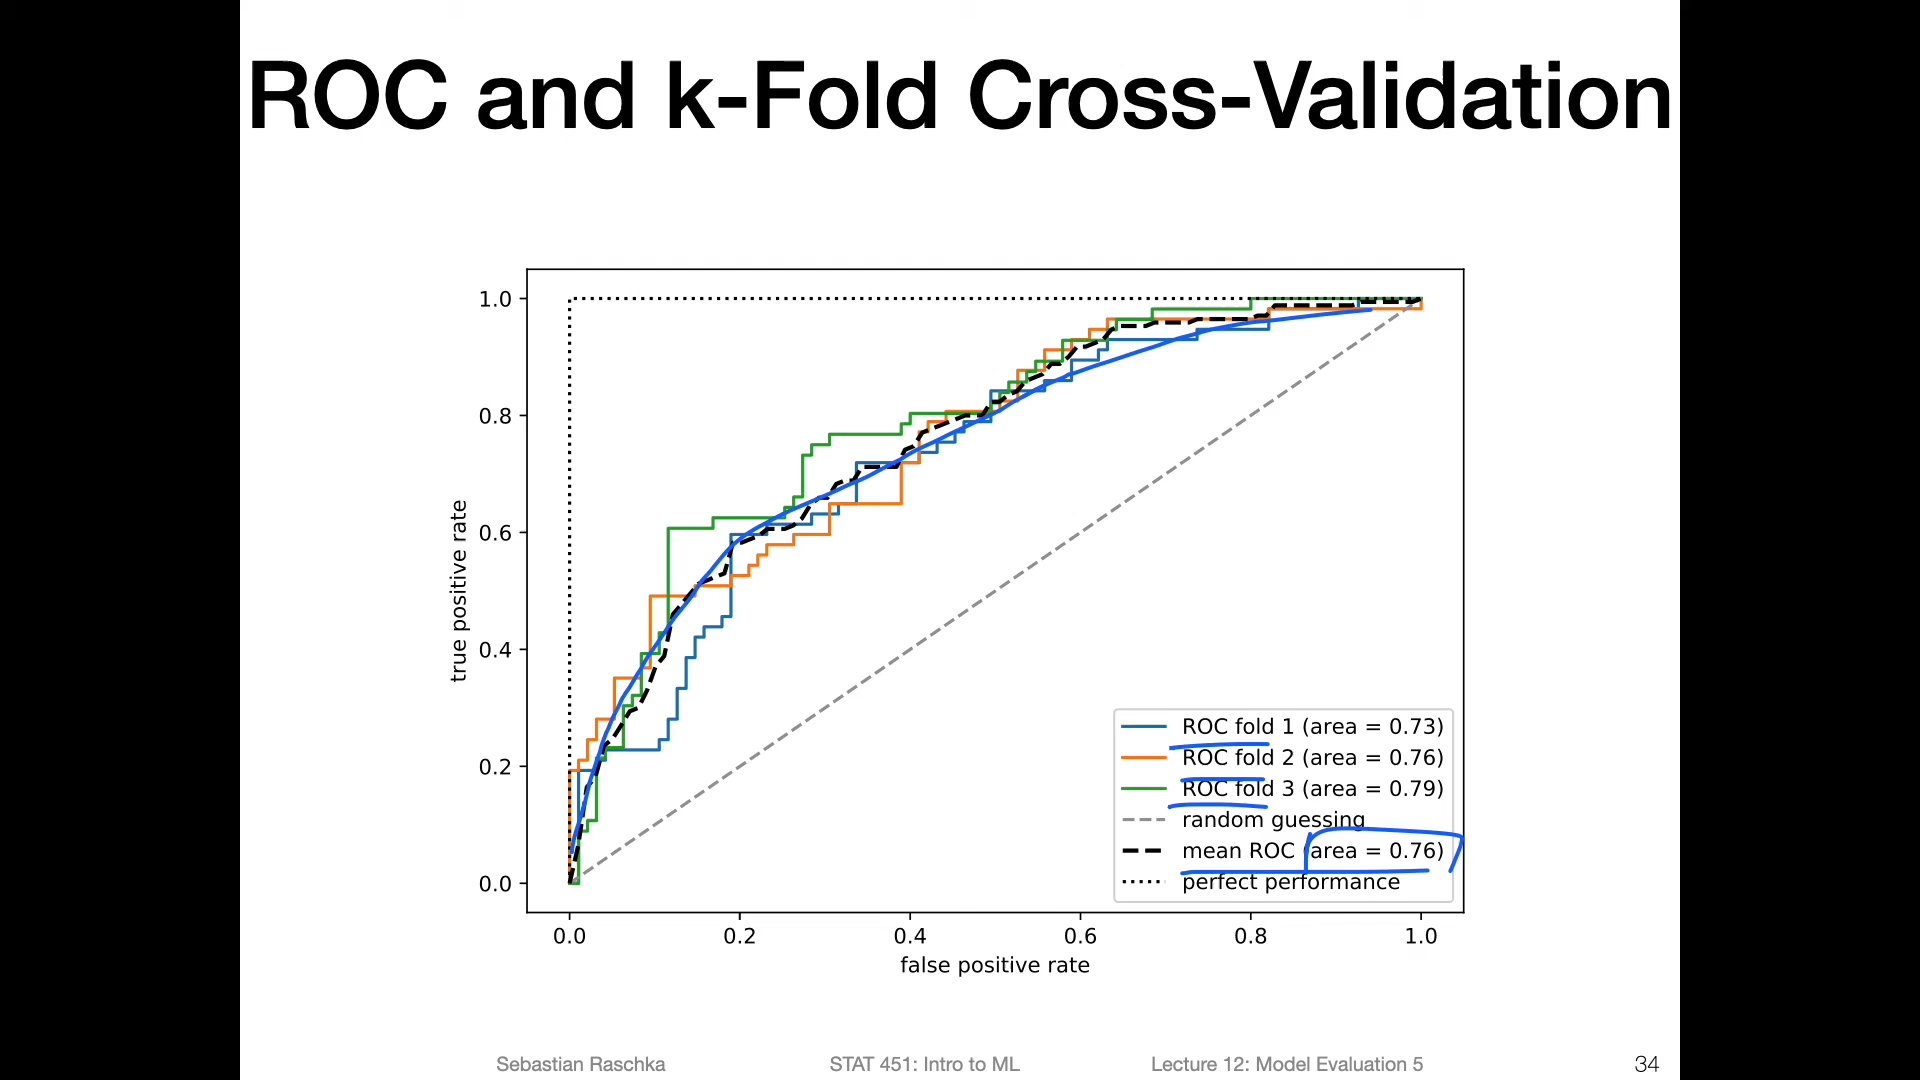 ROC and k-Fold Cross-Validation
1.0
0.8
0.6
0.4
0.2
0.0
true positive rate
ROC fold 1 (area = 0.73)
ROC fold 2 (area = 0.76)
ROC fold 3 (area = 0.79)
random guessing
mean ROC (area = 0.76)
perfect performance
0.0 0.2 0.4 0.6 0.8 1.0
false positive rate
Sebastian Raschka STAT 451: Intro to ML Lecture 12: Model Evaluation 5 34